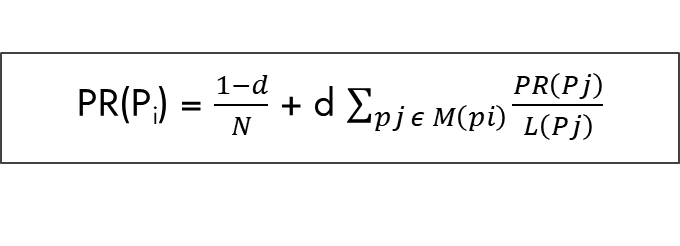 PR(Pᵢ) = 1−d/N + d ∑pj ϵ M(pi) PR(Pj)/L(Pj)